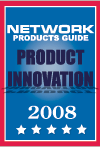 NETWORK
PRODUCTS GUIDE
PRODUCT
INNOVATION
2008